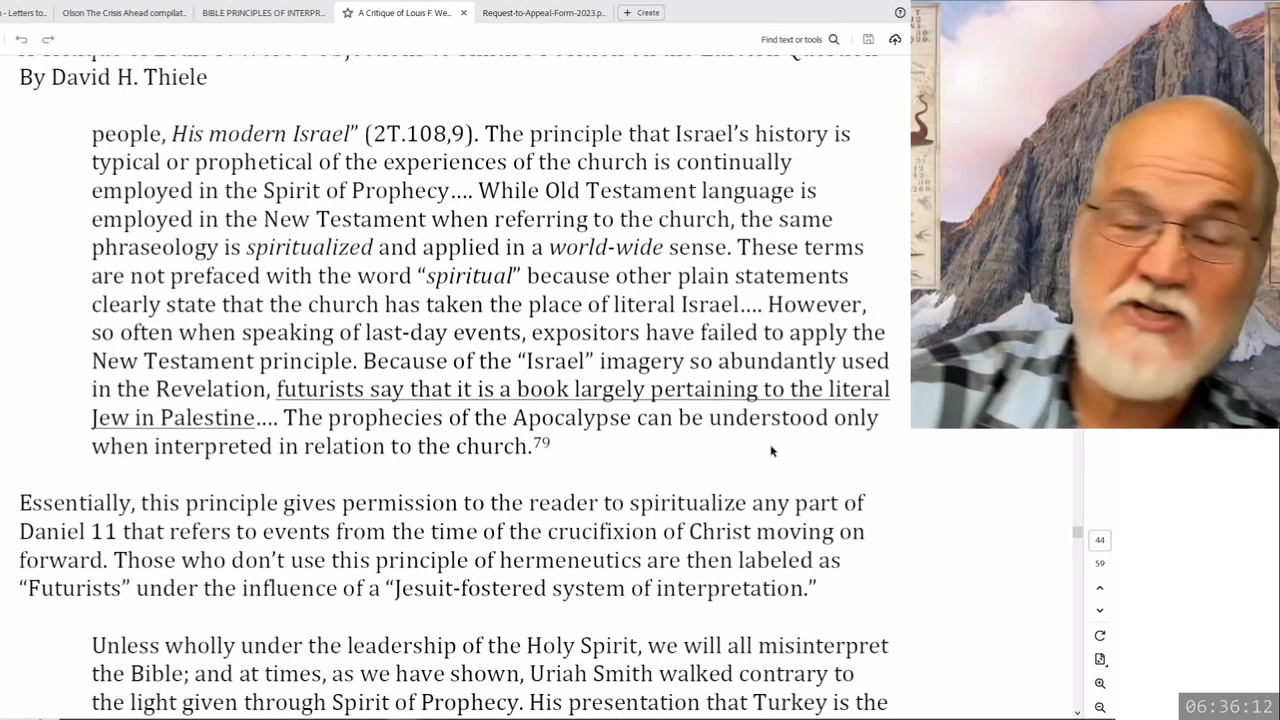 n - Letters to...
Olson The Crisis Ahead compilat...
BIBLE PRINCIPLES OF INTERPR...
A Critique of Louis F. We...
Request-to-Appeal-Form-2023.p...
+ Create
Find text or tools
By David H. Thiele
people, His modern Israel” (2T.108,9). The principle that Israel’s history is
typical or prophetical of the experiences of the church is continually
employed in the Spirit of Prophecy.... While Old Testament language is
employed in the New Testament when referring to the church, the same
phraseology is spiritualized and applied in a world-wide sense. These terms
are not prefaced with the word “spiritual” because other plain statements
clearly state that the church has taken the place of literal Israel.... However,
so often when speaking of last-day events, expositors have failed to apply the
New Testament principle. Because of the “Israel” imagery so abundantly used
in the Revelation, futurists say that it is a book largely pertaining to the literal
Jew in Palestine.... The prophecies of the Apocalypse can be understood only
when interpreted in relation to the church.79
Essentially, this principle gives permission to the reader to spiritualize any part of
Daniel 11 that refers to events from the time of the crucifixion of Christ moving on
forward. Those who don’t use this principle of hermeneutics are then labeled as
“Futurists” under the influence of a “Jesuit-fostered system of interpretation.”
Unless wholly under the leadership of the Holy Spirit, we will all misinterpret
the Bible; and at times, as we have shown, Uriah Smith walked contrary to
the light given through Spirit of Prophecy. His presentation that Turkey is the
44
59
06:36:12